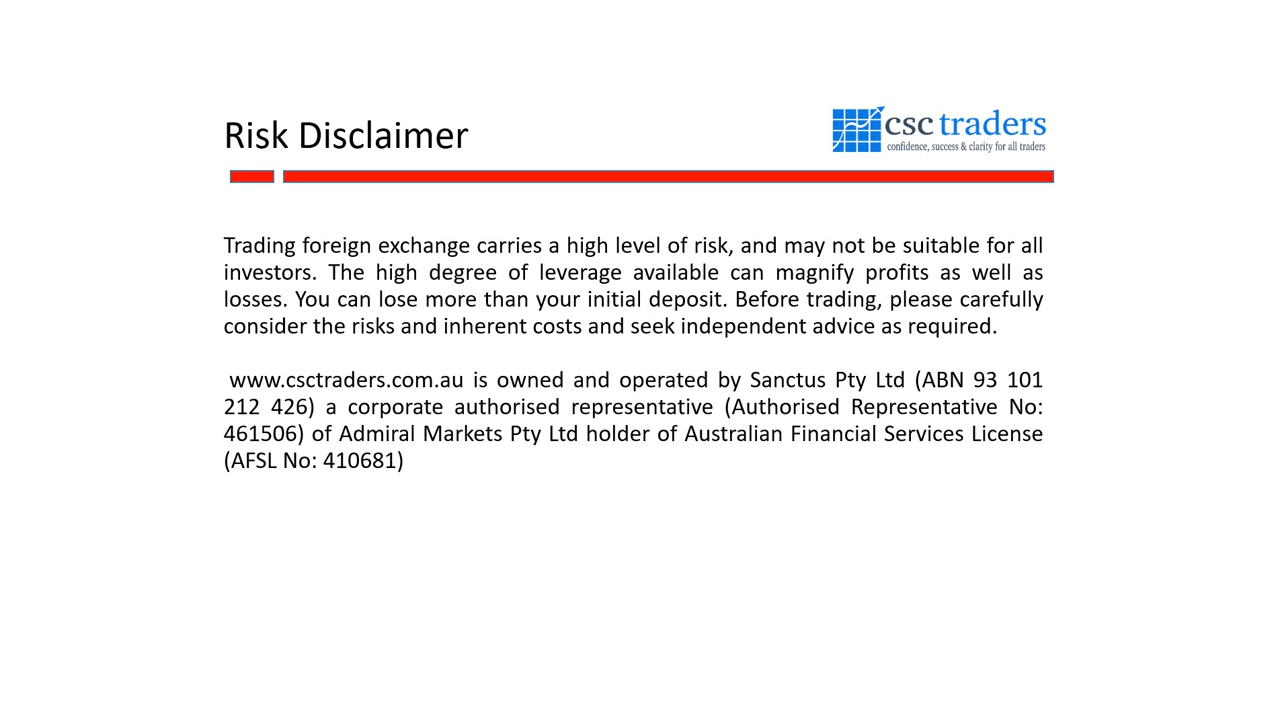 Risk Disclaimer
csc traders
confidence, success & clarity for all traders
Trading foreign exchange carries a high level of risk, and may not be suitable for all
investors. The high degree of leverage available can magnify profits as well as
losses. You can lose more than your initial deposit. Before trading, please carefully
consider the risks and inherent costs and seek independent advice as required.
www.csctraders.com.au is owned and operated by Sanctus Pty Ltd (ABN 93 101
212 426) a corporate authorised representative (Authorised Representative No:
461506) of Admiral Markets Pty Ltd holder of Australian Financial Services License
(AFSL No: 410681)